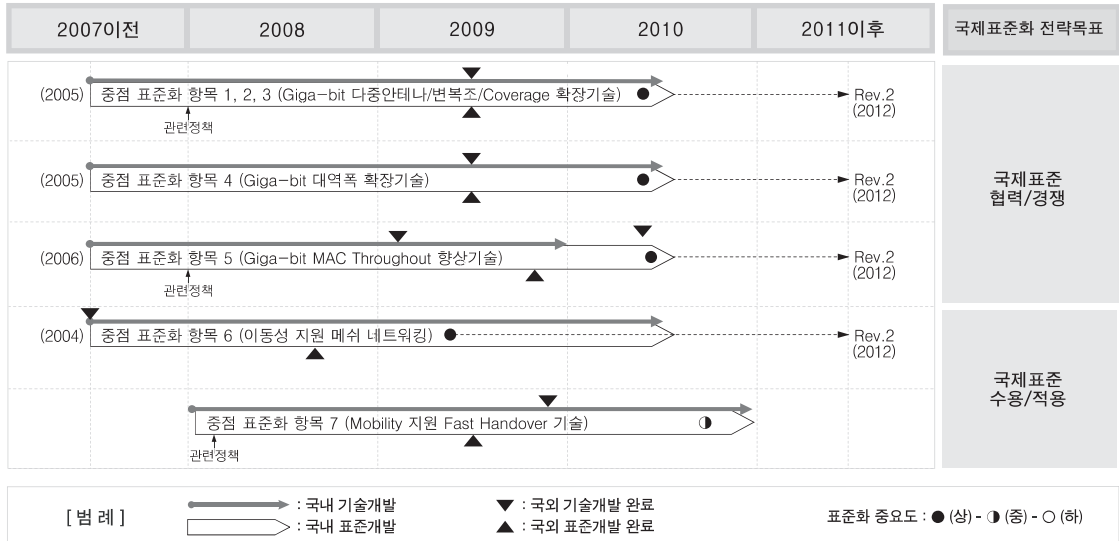 2007이전 2008 2009 2010 2011이후 국제표준화 전략목표
(2005) 중점 표준화 항목 1, 2, 3 (Giga-bit 다중안테나/변복조/Coverage 확장기술) Rev.2
(2012)
관련정책
(2005) 중점 표준화 항목 4 (Giga-bit 대역폭 확장기술) Rev.2
(2012)
국제표준
협력/경쟁
(2006) 중점 표준화 항목 5 (Giga-bit MAC Throughout 향상기술) Rev.2
(2012)
관련정책
(2004) 중점 표준화 항목 6 (이동성 지원 메쉬 네트워킹) Rev.2
(2012)
국제표준
수용/적용
중점 표준화 항목 7 (Mobility 지원 Fast Handover 기술)
관련정책
[ 범 례 ]
: 국내 기술개발 : 국외 기술개발 완료
: 국내 표준개발 : 국외 표준개발 완료
표준화 중요도 : ● (상) - ◑ (중) - ○ (하)